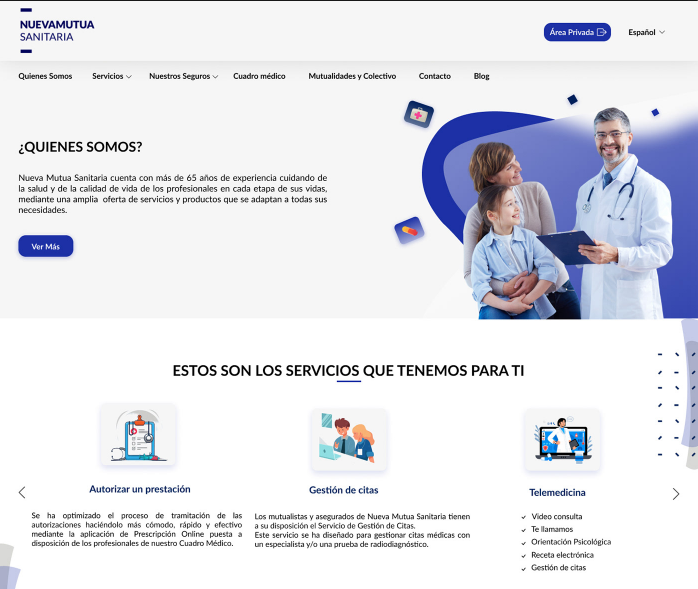 NUEVAMUTUA
SANITARIA
Área Privada
Español
Quienes Somos
Servicios
Nuestros Seguros
Cuadro médico
Mutualidades y Colectivo
Contacto
Blog
¿QUIENES SOMOS?
Nueva Mutua Sanitaria cuenta con más de 65 años de experiencia cuidando de
la salud y de la calidad de vida de los profesionales en cada etapa de sus vidas,
mediante una amplia oferta de servicios y productos que se adaptan a todas sus
necesidades.
Ver Más
ESTOS SON LOS SERVICIOS QUE TENEMOS PARA TI
Autorizar un prestación
Se ha optimizado el proceso de tramitación de las
autorizaciones haciéndolo más cómodo, rápido y efectivo
mediante la aplicación de Prescripción Online puesta a
disposición de los profesionales de nuestro Cuadro Médico.
Gestión de citas
Los mutualistas y asegurados de Nueva Mutua Sanitaria tienen
a su disposición el Servicio de Gestión de Citas.
Este servicio se ha diseñado para gestionar citas médicas con
un especialista y/o una prueba de radiodiagnóstico.
Telemedicina
Video consulta
Te llamamos
Orientación Psicológica
Receta electrónica
Gestión de citas